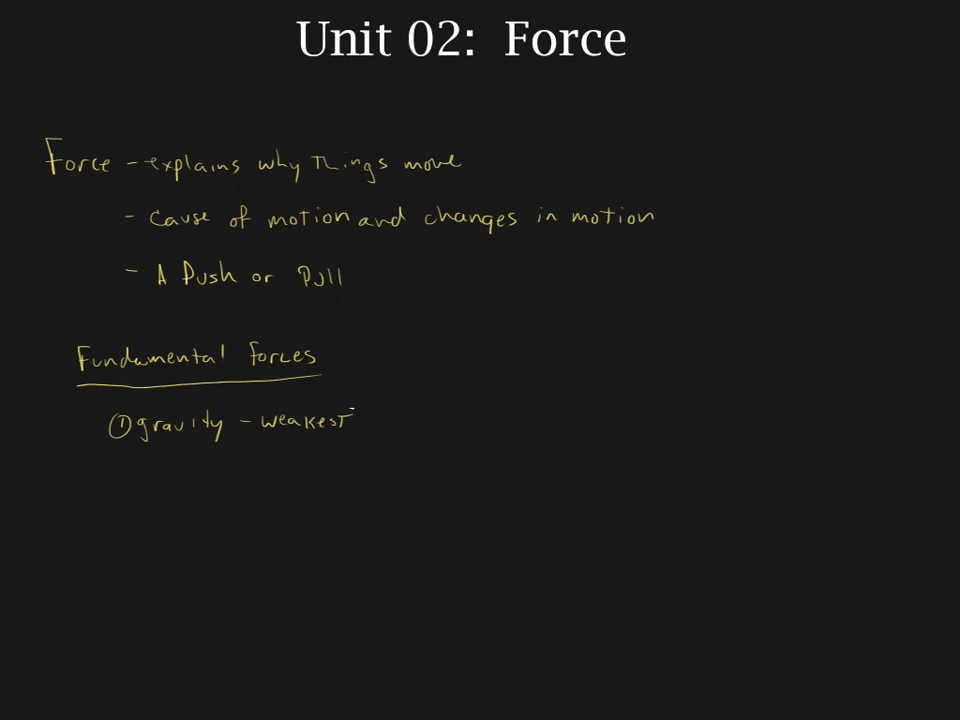 Unit 02: Force
Force - explains why things move
- cause of motion and changes in motion
- A Push or Pull
Fundamental forces
① gravity - weakest